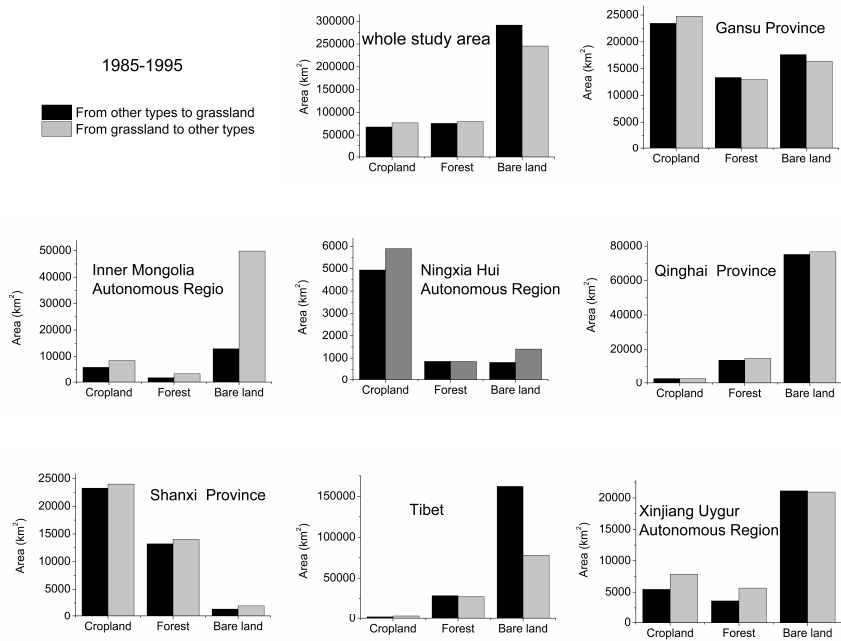 1985-1995
From other types to grassland
From grassland to other types
Area (km²)
300000
250000
200000
150000
100000
50000
0
whole study area
Cropland Forest Bare land
Area (km²)
25000
20000
15000
10000
5000
0
Gansu Province
Cropland Forest Bare land
Area (km²)
50000
40000
30000
20000
10000
0
Inner Mongolia
Autonomous Regio
Cropland Forest Bare land
Area (km²)
6000
5000
4000
3000
2000
1000
0
Ningxia Hui
Autonomous Region
Cropland Forest Bare land
Area (km²)
80000
60000
40000
20000
0
Qinghai Province
Cropland Forest Bare land
Area (km²)
25000
20000
15000
10000
5000
0
Shanxi Province
Cropland Forest Bare land
Area (km²)
150000
100000
50000
0
Tibet
Cropland Forest Bare land
Area (km²)
20000
15000
10000
5000
0
Xinjiang Uygur
Autonomous Region
Cropland Forest Bare land